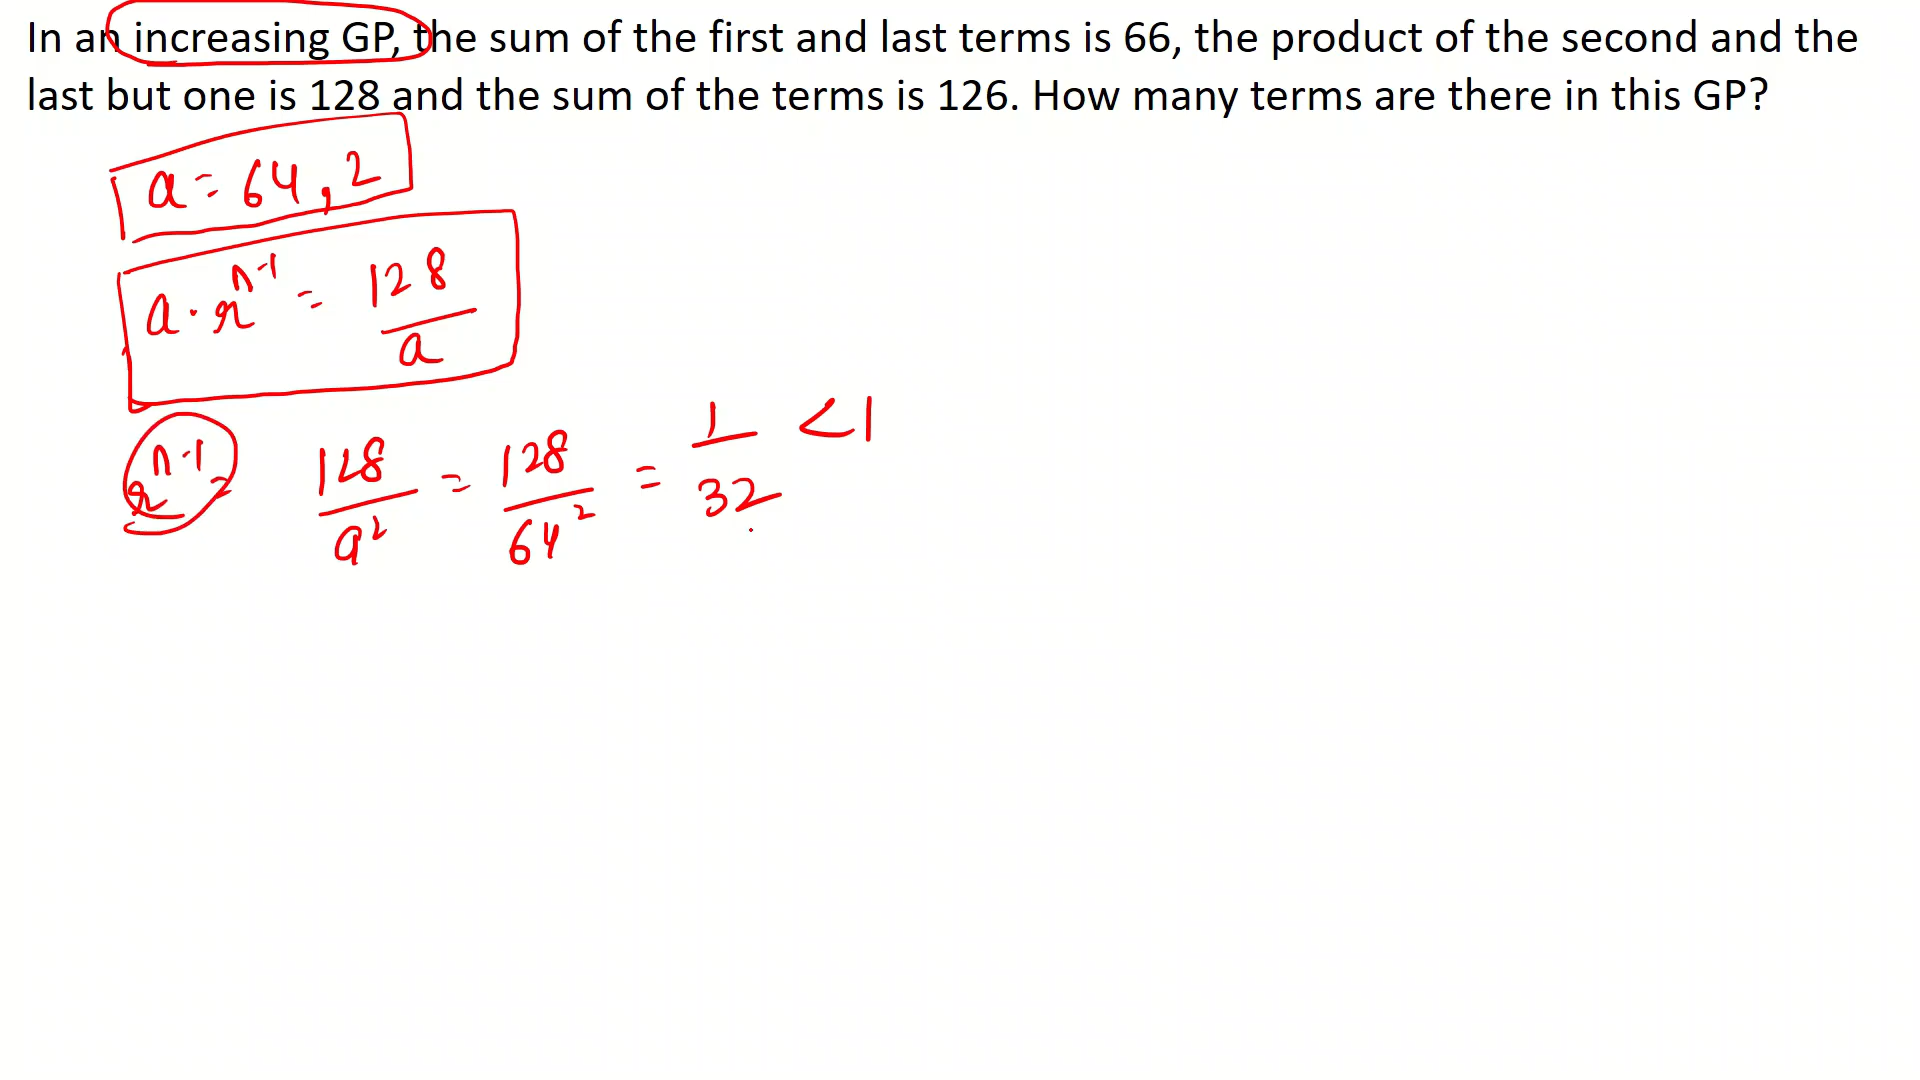 In an increasing GP, the sum of the first and last terms is 66, the product of the second and the
last but one is 128 and the sum of the terms is 126. How many terms are there in this GP?
a = 64, 2
a · r^(n-1) = 128/a
r^(n-1) = 128/a² = 128/64² = 1/32 < 1